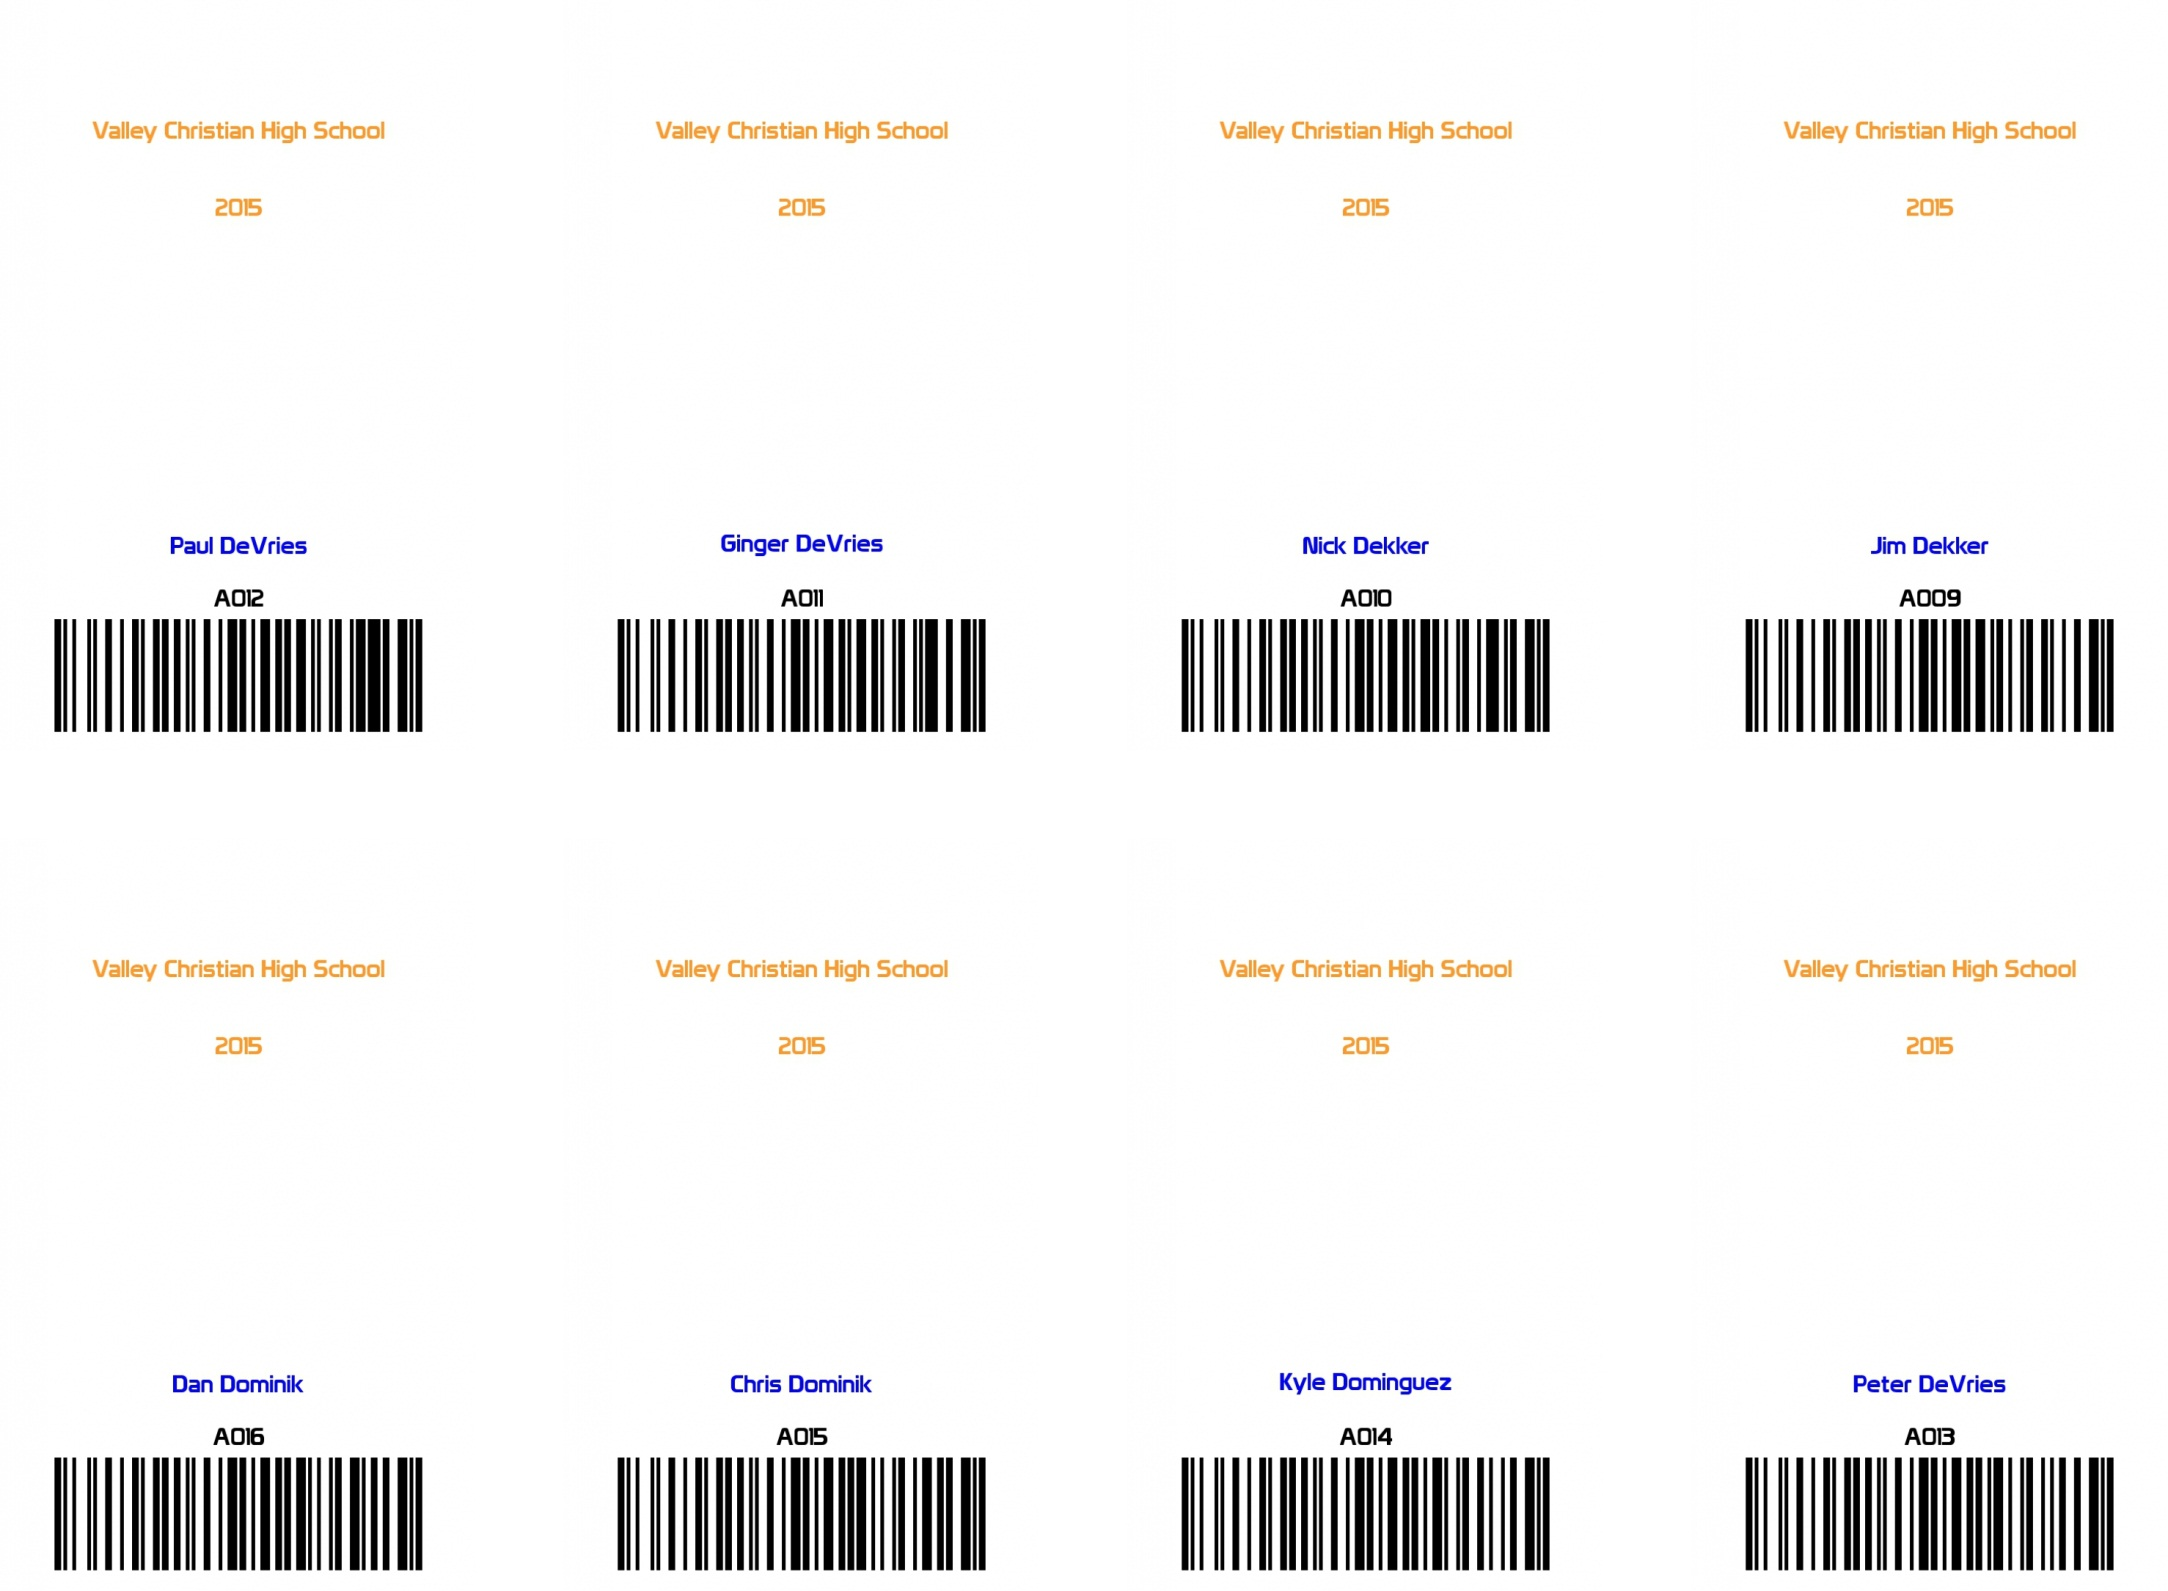 Valley Christian High School
2015
Paul DeVries
A012
Valley Christian High School
2015
Ginger DeVries
A011
Valley Christian High School
2015
Nick Dekker
A010
Valley Christian High School
2015
Jim Dekker
A009
Valley Christian High School
2015
Dan Dominik
A016
Valley Christian High School
2015
Chris Dominik
A015
Valley Christian High School
2015
Kyle Dominguez
A014
Valley Christian High School
2015
Peter DeVries
A013